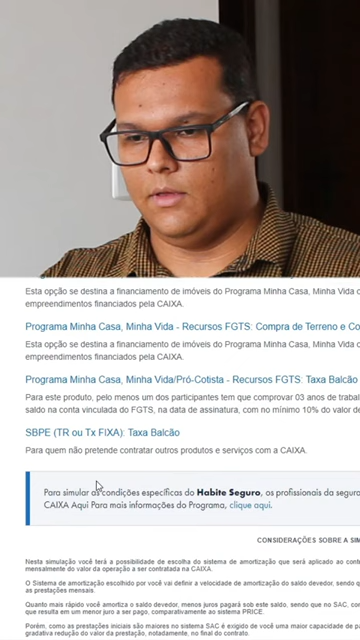 Esta opção se destina a financiamento de imóveis do Programa Minha Casa, Minha Vida
empreendimentos financiados pela CAIXA.
Programa Minha Casa, Minha Vida - Recursos FGTS: Compra de Terreno e
Esta opção se destina a financiamento de imóveis do Programa Minha Casa, Minha Vida
empreendimentos financiados pela CAIXA.
Programa Minha Casa, Minha Vida/Pró-Cotista - Recursos FGTS: Taxa Balcão
Para este produto, pelo menos um dos participantes tem que comprovar 03 anos de
saldo na conta vinculada do FGTS, na data de assinatura, com no mínimo 10% do valor
SBPE (TR ou Tx FIXA): Taxa Balcão
Para quem não pretende contratar outros produtos e serviços com a CAIXA.
Para simular as condições específicas do Habite Seguro, os profissionais da
CAIXA Aqui Para mais informações do Programa, clique aqui.
CONSIDERAÇÕES SOBRE A
Nesta simulação você terá a possibilidade de escolha do sistema de amortização que será aplicado ao
mensalmente do valor da operação a ser contratada na CAIXA.
O Sistema de amortização escolhido por você vai definir a velocidade de amortização do saldo devedor, sendo
as prestações mensais.
Quanto mais rápido você amortiza o saldo devedor, menos juros pagará sob este saldo, sendo que no SAC,
que resulta em um menor juro a ser pago, comparativamente ao sistema PRICE.
Porém, como as prestações iniciais são maiores no sistema SAC é exigido de você uma maior capacidade de
gradativa redução do valor da prestação, notadamente, no final do contrato.